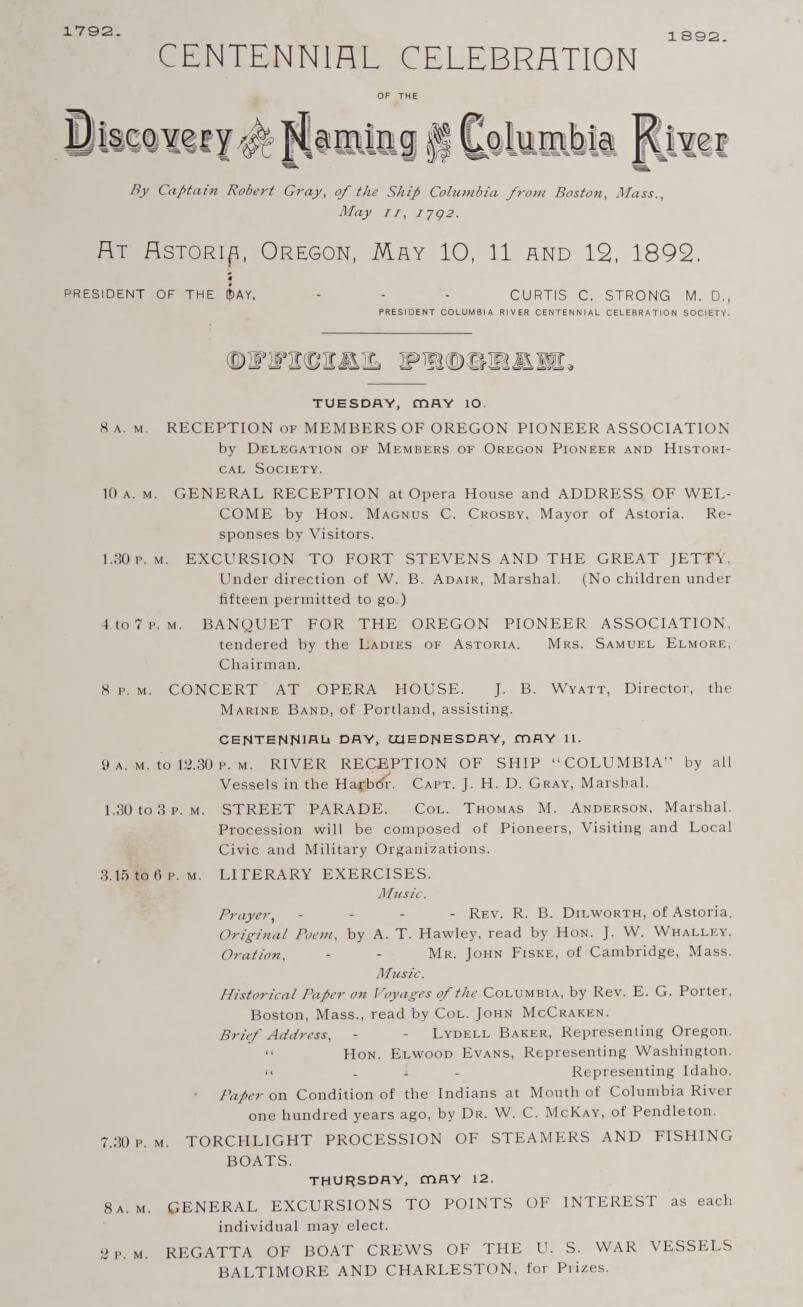 1792.
1892.
CENTENNIAL CELEBRATION
OF THE
Discovery and Naming of the Columbia River
By Captain Robert Gray, of the Ship Columbia from Boston, Mass.,
May 11, 1792.
AT ASTORIA, OREGON, MAY 10, 11 AND 12, 1892.
PRESIDENT OF THE DAY, - - - CURTIS C. STRONG M. D.,
PRESIDENT COLUMBIA RIVER CENTENNIAL CELEBRATION SOCIETY.
OFFICIAL PROGRAM.
TUESDAY, MAY 10.
8 A. M. RECEPTION OF MEMBERS OF OREGON PIONEER ASSOCIATION
by DELEGATION OF MEMBERS OF OREGON PIONEER AND HISTORI-
CAL SOCIETY.
10 A. M. GENERAL RECEPTION at Opera House and ADDRESS OF WEL-
COME by HON. MAGNUS C. CROSBY, Mayor of Astoria. Re-
sponses by Visitors.
1.30 P. M. EXCURSION TO FORT STEVENS AND THE GREAT JETTY.
Under direction of W. B. ADAIR, Marshal. (No children under
fifteen permitted to go.)
4 to 7 P. M. BANQUET FOR THE OREGON PIONEER ASSOCIATION,
tendered by the LADIES OF ASTORIA. MRS. SAMUEL ELMORE,
Chairman.
8 P. M. CONCERT AT OPERA HOUSE. J. B. WYATT, Director, the
MARINE BAND, of Portland, assisting.
CENTENNIAL DAY, WEDNESDAY, MAY 11.
9 A. M. to 12.30 P. M. RIVER RECEPTION OF SHIP "COLUMBIA" by all
Vessels in the Harbor. CAPT. J. H. D. GRAY, Marshal.
1.30 to 3 P. M. STREET PARADE. COL. THOMAS M. ANDERSON, Marshal.
Procession will be composed of Pioneers, Visiting and Local
Civic and Military Organizations.
3.15 to 6 P. M. LITERARY EXERCISES.
Music.
Prayer, - - - - REV. R. B. DILWORTH, of Astoria.
Original Poem, by A. T. Hawley, read by HON. J. W. WHALLEY.
Oration, - - MR. JOHN FISKE, of Cambridge, Mass.
Music.
Historical Paper on Voyages of the COLUMBIA, by Rev. E. G. Porter,
Boston, Mass., read by COL. JOHN MCCRAKEN.
Brief Address, - - LYDELL BAKER, Representing Oregon.
" HON. ELWOOD EVANS, Representing Washington.
" - - - Representing Idaho.
Paper on Condition of the Indians at Mouth of Columbia River
one hundred years ago, by DR. W. C. MCKAY, of Pendleton.
7.30 P. M. TORCHLIGHT PROCESSION OF STEAMERS AND FISHING
BOATS.
THURSDAY, MAY 12.
8 A. M. GENERAL EXCURSIONS TO POINTS OF INTEREST as each
individual may elect.
2 P. M. REGATTA OF BOAT CREWS OF THE U. S. WAR VESSELS
BALTIMORE AND CHARLESTON, for Prizes.